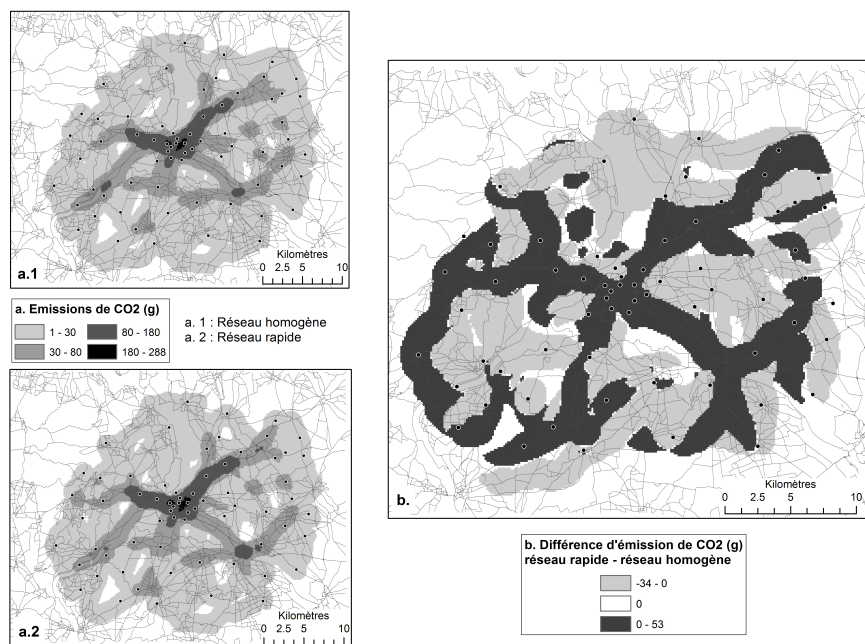 Kilomètres
0 2.5 5 10
a.1
a. Emissions de CO2 (g)
1 - 30
80 - 180
30 - 80
180 - 288
a. 1 : Réseau homogène
a. 2 : Réseau rapide
Kilomètres
0 2.5 5 10
a.2
Kilomètres
0 2.5 5 10
b.
b. Différence d'émission de CO2 (g)
réseau rapide - réseau homogène
-34 - 0
0
0 - 53